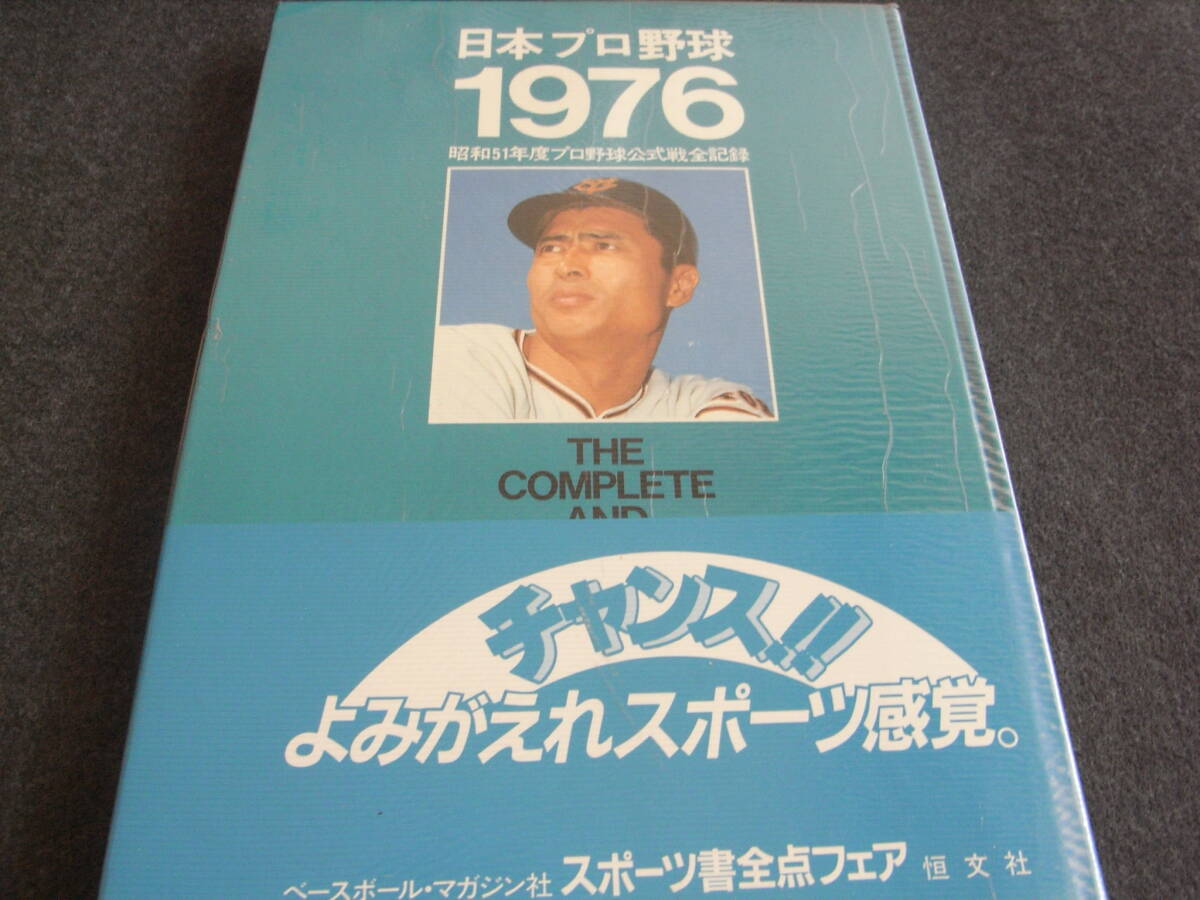 日本プロ野球
1976
昭和51年度プロ野球公式戦全記録
THE
COMPLETE
AND
チャンス!!!
よみがえれスポーツ感覚。
ベースボール・マガジン社 スポーツ書全点フェア 恒文社